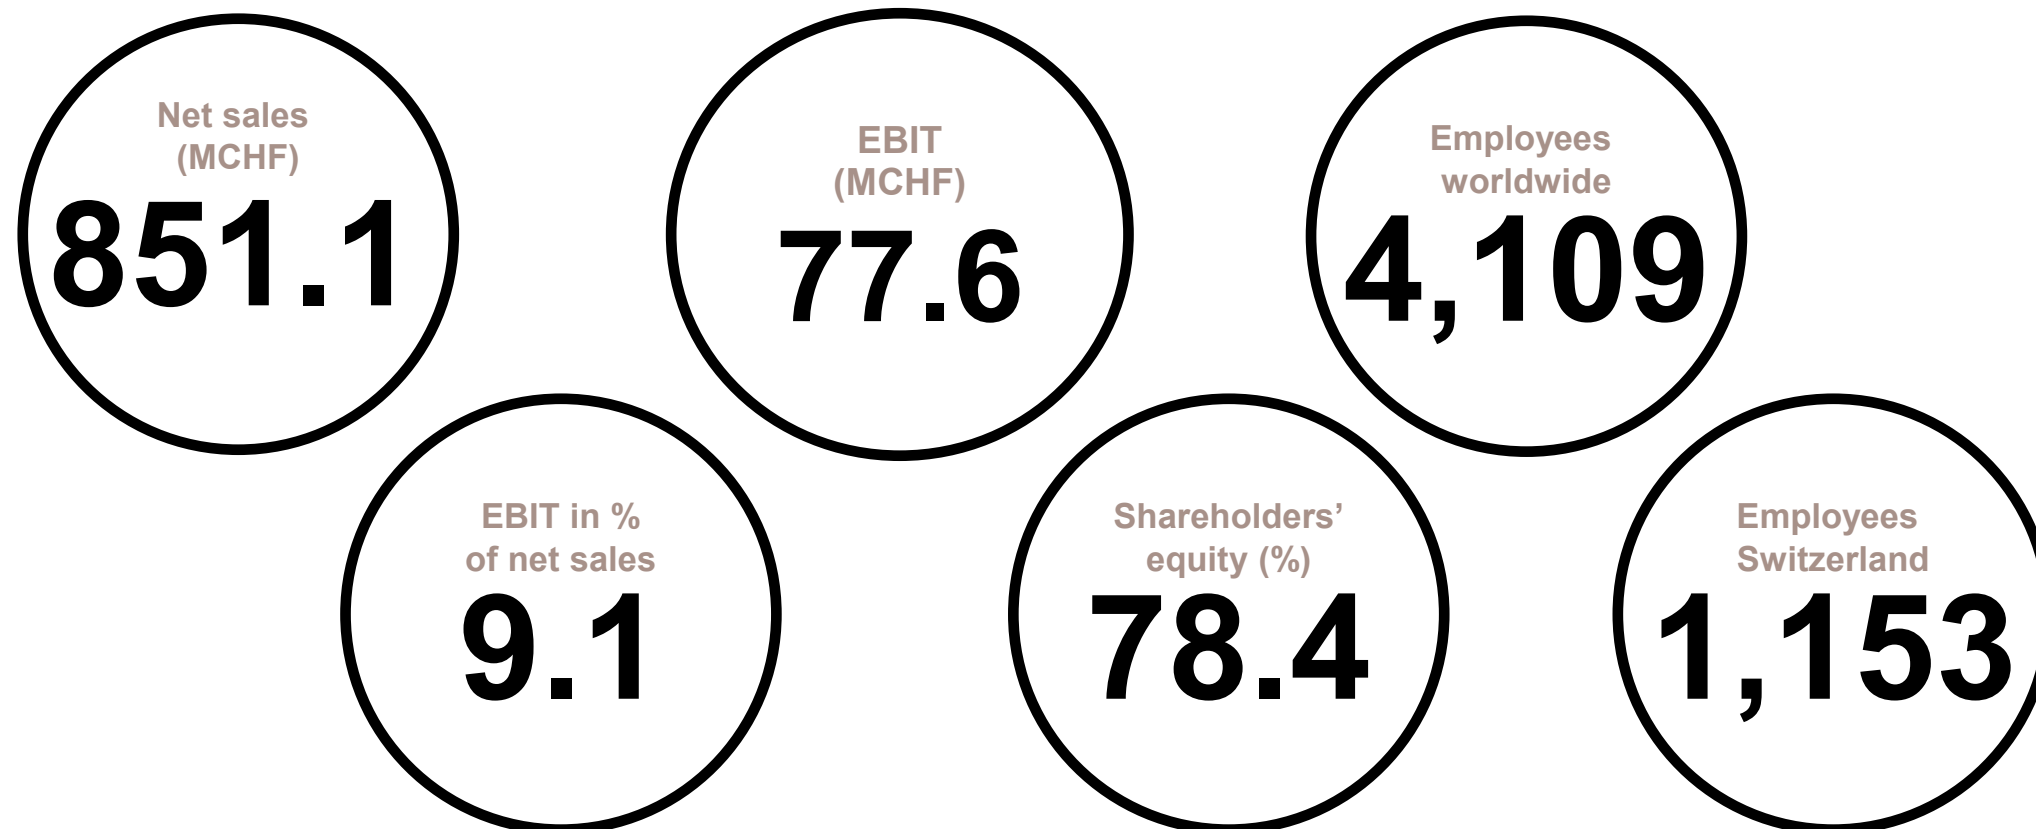 Net sales
(MCHF)
851.1
EBIT
(MCHF)
77.6
Employees
worldwide
4,109
EBIT in %
of net sales
9.1
Shareholders’
equity (%)
78.4
Employees
Switzerland
1,153